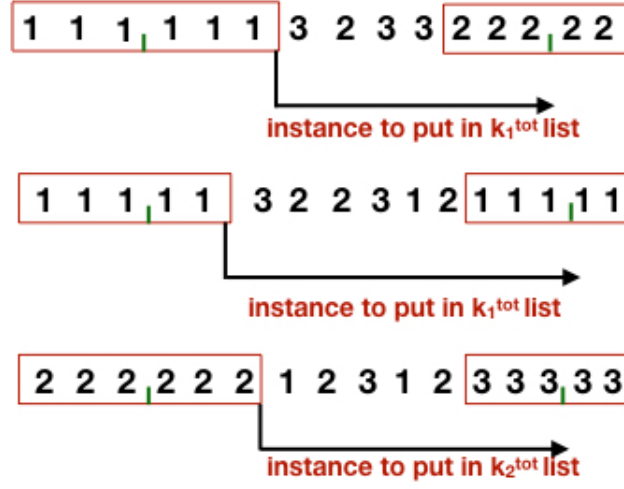 1 1 1 1 1 1 3 2 3 3 2 2 2 2 2
instance to put in k₁ᵗᵒᵗ list
1 1 1 1 1 3 2 2 3 1 2 1 1 1 1 1
instance to put in k₁ᵗᵒᵗ list
2 2 2 2 2 2 1 2 3 1 2 3 3 3 3 3
instance to put in k₂ᵗᵒᵗ list